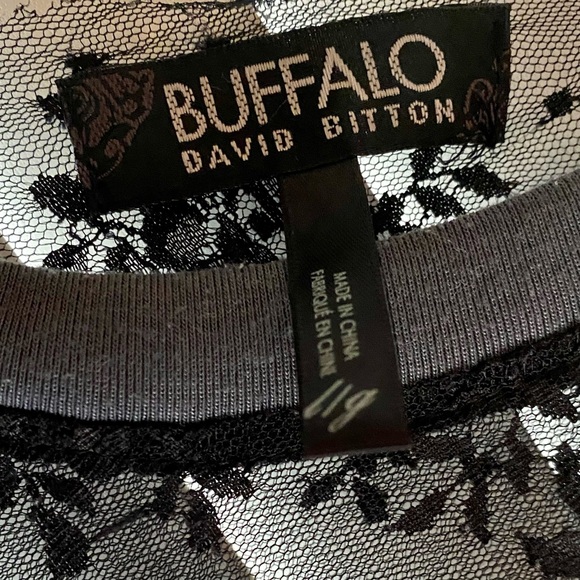 BUFFALO
DAVID BITTON
MADE IN CHINA
FABRIQUÉ EN CHINE